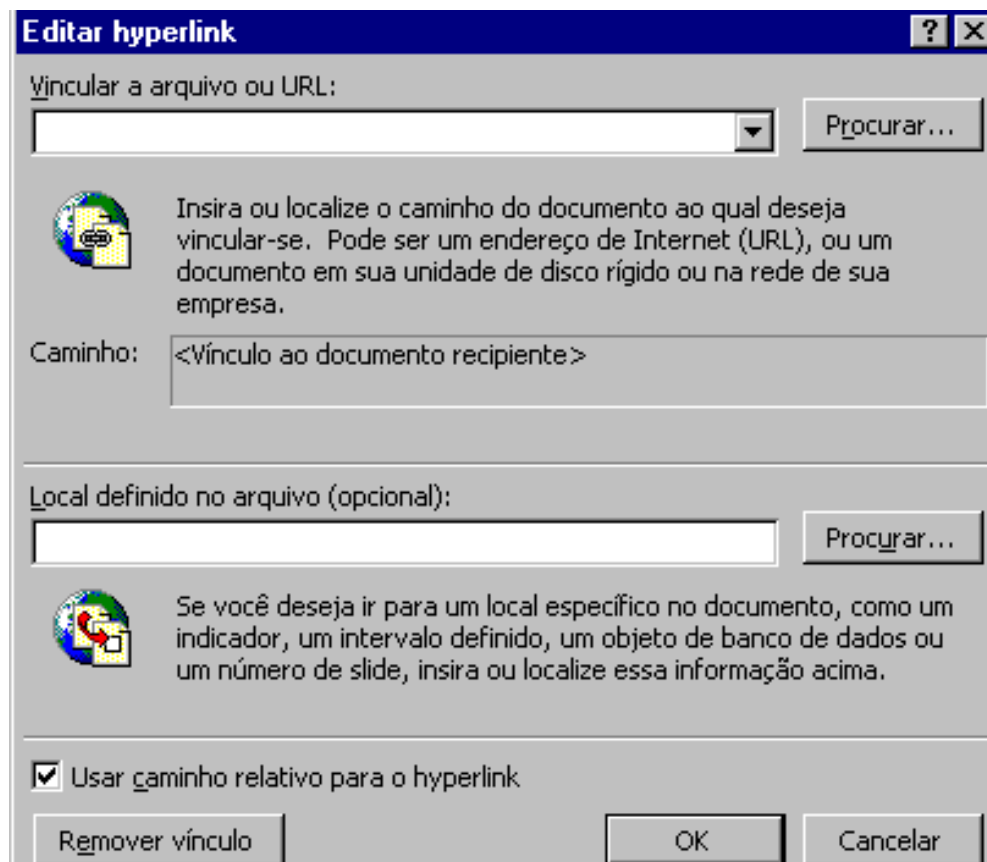 Editar hyperlink
Vincular a arquivo ou URL:
Procurar...
Insira ou localize o caminho do documento ao qual deseja
vincular-se. Pode ser um endereço de Internet (URL), ou um
documento em sua unidade de disco rígido ou na rede de sua
empresa.
Caminho: <Vínculo ao documento recipiente>
Local definido no arquivo (opcional):
Procurar...
Se você deseja ir para um local específico no documento, como um
indicador, um intervalo definido, um objeto de banco de dados ou
um número de slide, insira ou localize essa informação acima.
Usar caminho relativo para o hyperlink
Remover vínculo OK Cancelar